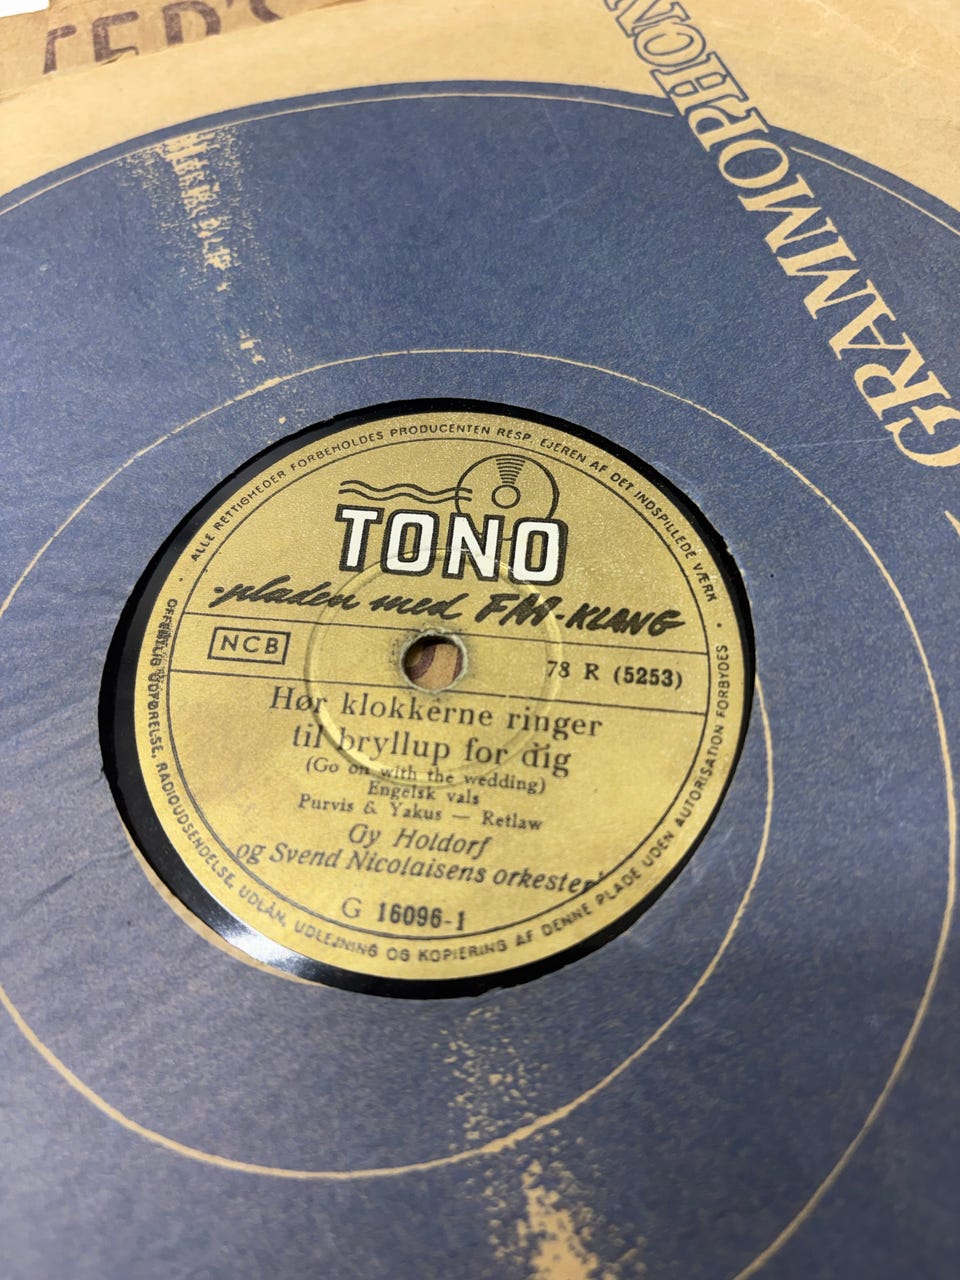 GRAMMOPHON
ALLE RETTIGHEDER FORBEHOLDES PRODUCENTEN RESP. EJEREN AF DET INDSPILLEDE VÆRK
TONO
-pladen med FM-KLANG
NCB
78 R (5253)
Hør klokkerne ringer
til bryllup for dig
(Go on with the wedding)
Engelsk vals
Purvis & Yakus — Retlaw
Gy Holdorf
og Svend Nicolaisens orkester
G 16096-1
OFFENTLIG UDFØRELSE, RADIOUDSENDELSE, UDLÅN, UDLEJNING OG KOPIERING AF DENNE PLADE UDEN AUTORISATION FORBYDES